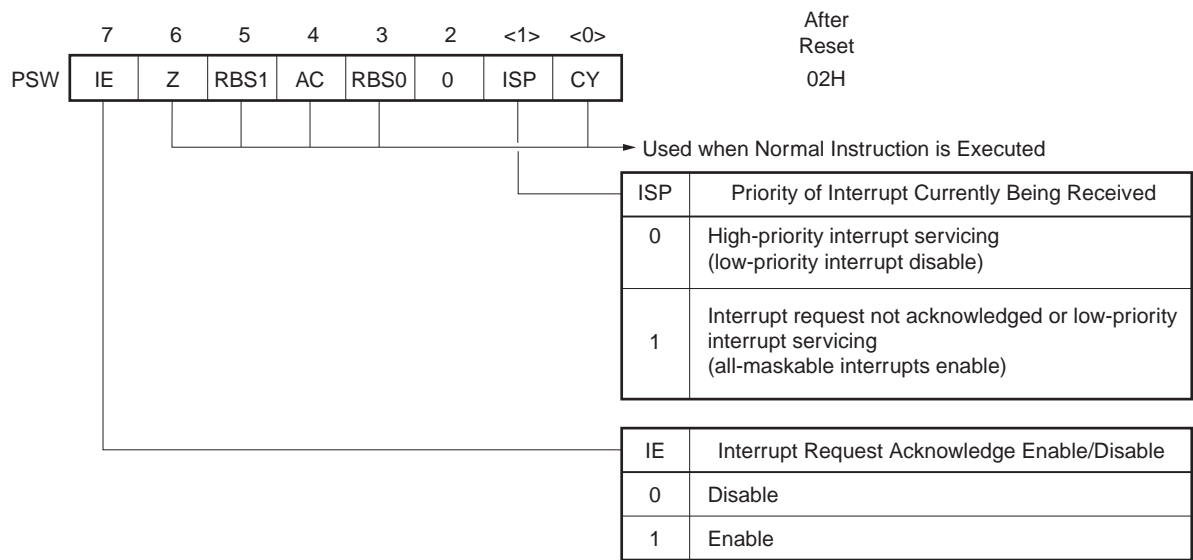 After
7 6 5 4 3 2 <1> <0> Reset
PSW IE Z RBS1 AC RBS0 0 ISP CY 02H
Used when Normal Instruction is Executed
ISP Priority of Interrupt Currently Being Received
0 High-priority interrupt servicing
(low-priority interrupt disable)
Interrupt request not acknowledged or low-priority
1 interrupt servicing
(all-maskable interrupts enable)
IE Interrupt Request Acknowledge Enable/Disable
0 Disable
1 Enable